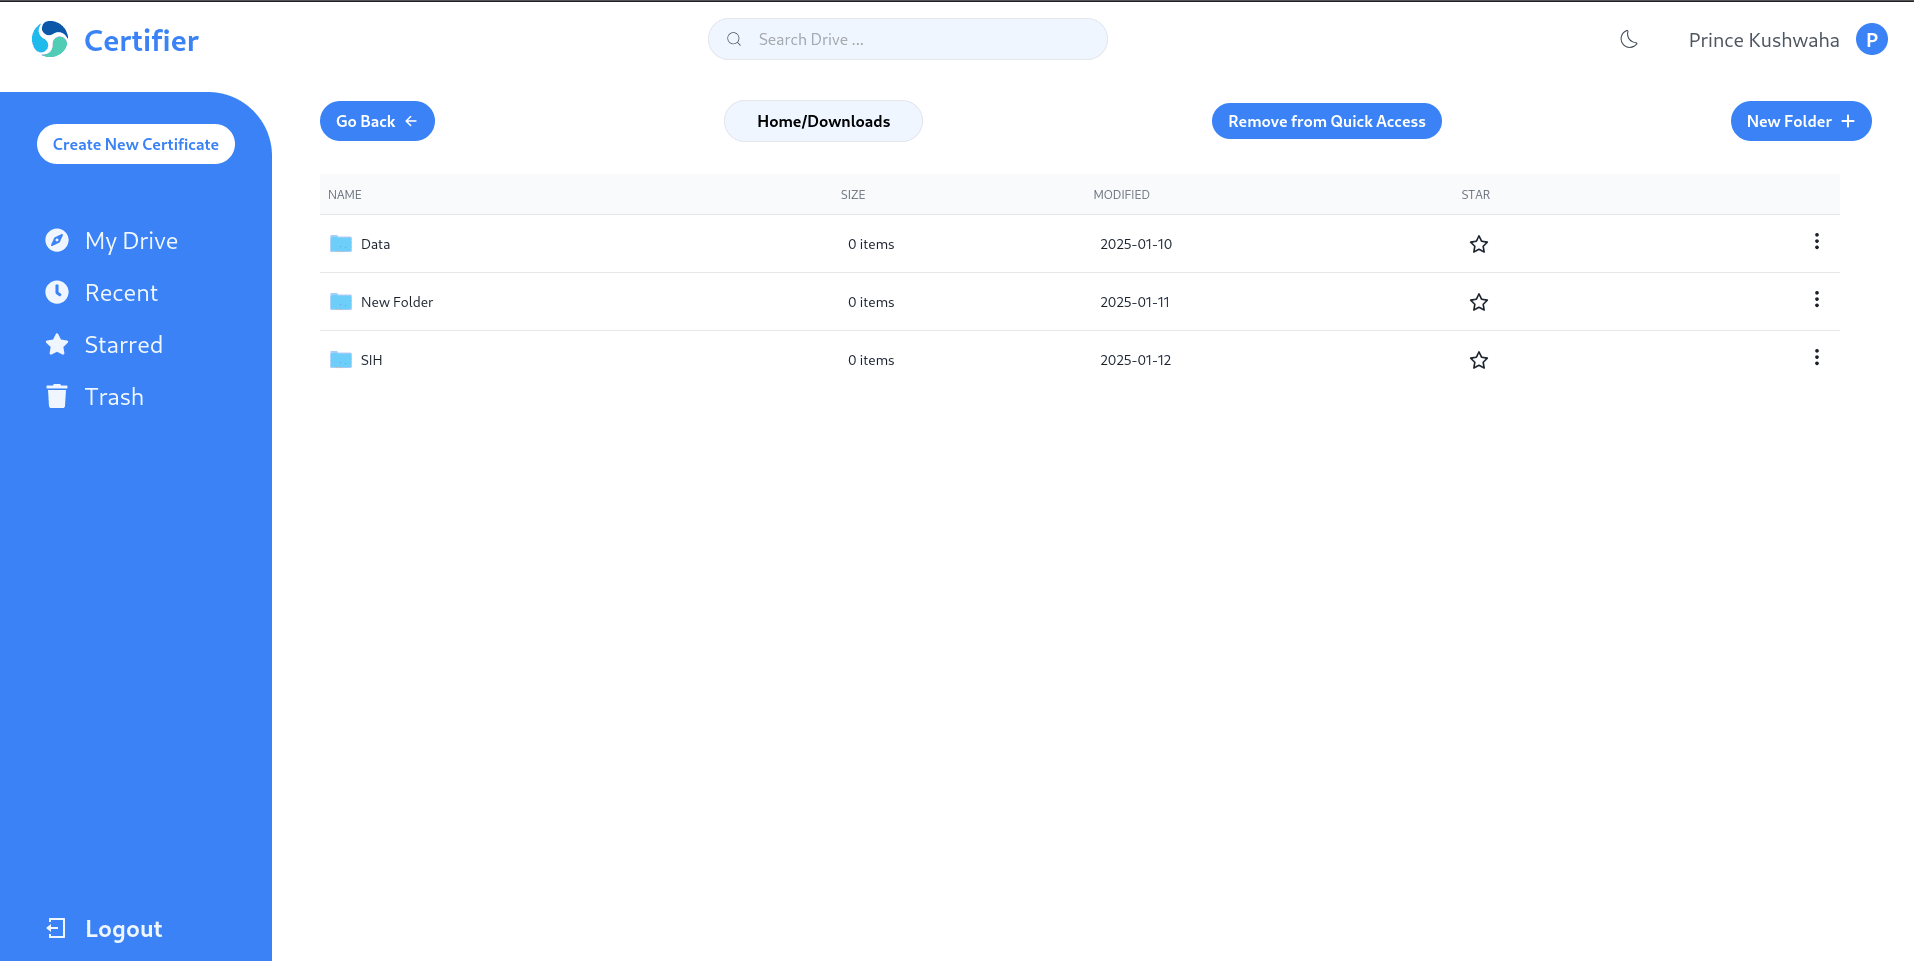 Certifier
Search Drive ...
Prince Kushwaha
P
Create New Certificate
My Drive
Recent
Starred
Trash
Logout
Go Back
Home/Downloads
Remove from Quick Access
New Folder
NAME SIZE MODIFIED STAR
Data 0 items 2025-01-10
New Folder 0 items 2025-01-11
SIH 0 items 2025-01-12